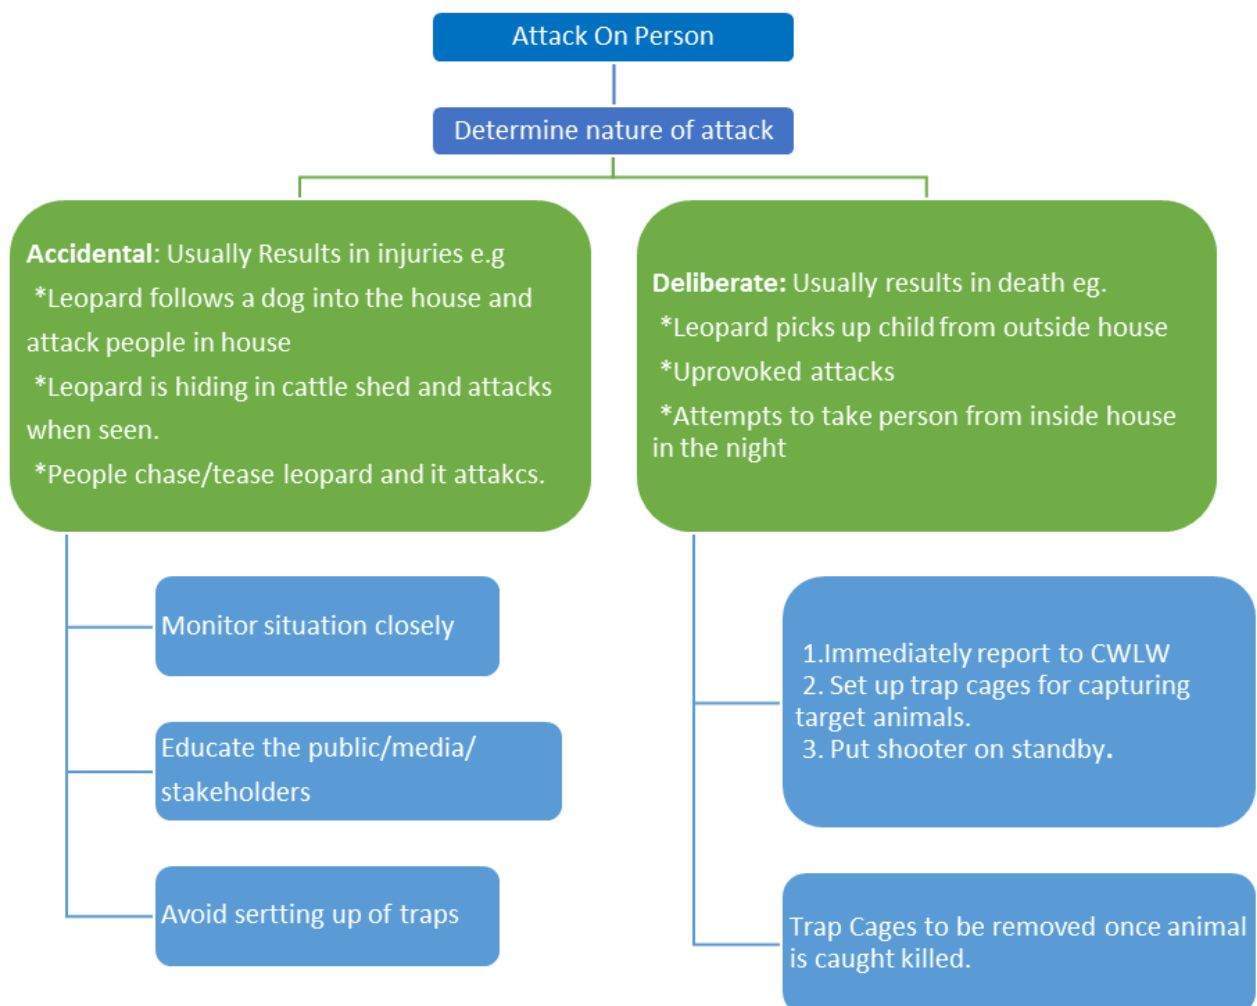 Attack On Person
Determine nature of attack
Accidental: Usually Results in injuries e.g
*Leopard follows a dog into the house and
attack people in house
*Leopard is hiding in cattle shed and attacks
when seen.
*People chase/tease leopard and it attakcs.
Deliberate: Usually results in death eg.
*Leopard picks up child from outside house
*Uprovoked attacks
*Attempts to take person from inside house
in the night
Monitor situation closely
Educate the public/media/
stakeholders
Avoid sertting up of traps
1.Immediately report to CWLW
2. Set up trap cages for capturing
target animals.
3. Put shooter on standby.
Trap Cages to be removed once animal
is caught killed.